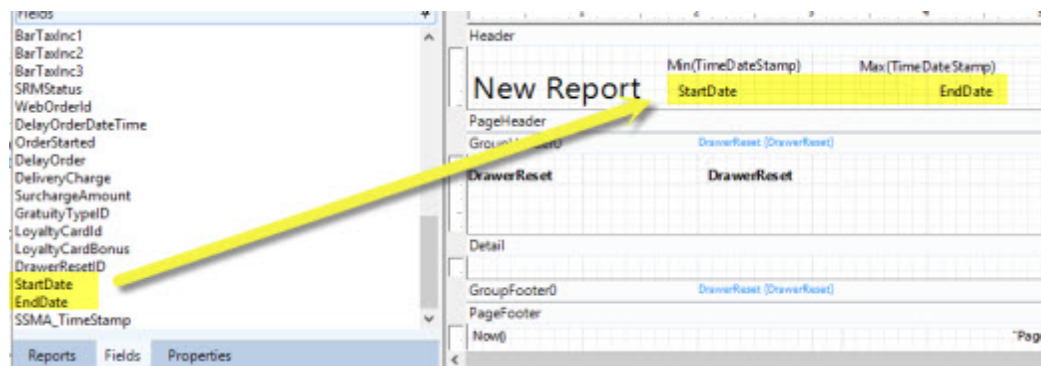 Fields
BarTaxInc1
BarTaxInc2
BarTaxInc3
SRMStatus
WebOrderId
DelayOrderDateTime
OrderStarted
DelayOrder
DeliveryCharge
SurchargeAmount
GratuityTypeID
LoyaltyCardId
LoyaltyCardBonus
DrawerResetID
StartDate
EndDate
SSMA_TimeStamp
Reports Fields Properties
Header
Min(TimeDateStamp) Max(TimeDateStamp)
New Report StartDate EndDate
PageHeader
DrawerReset (DrawerReset)
DrawerReset DrawerReset
Detail
GroupFooter0 DrawerReset (DrawerReset)
PageFooter
Now() "Page